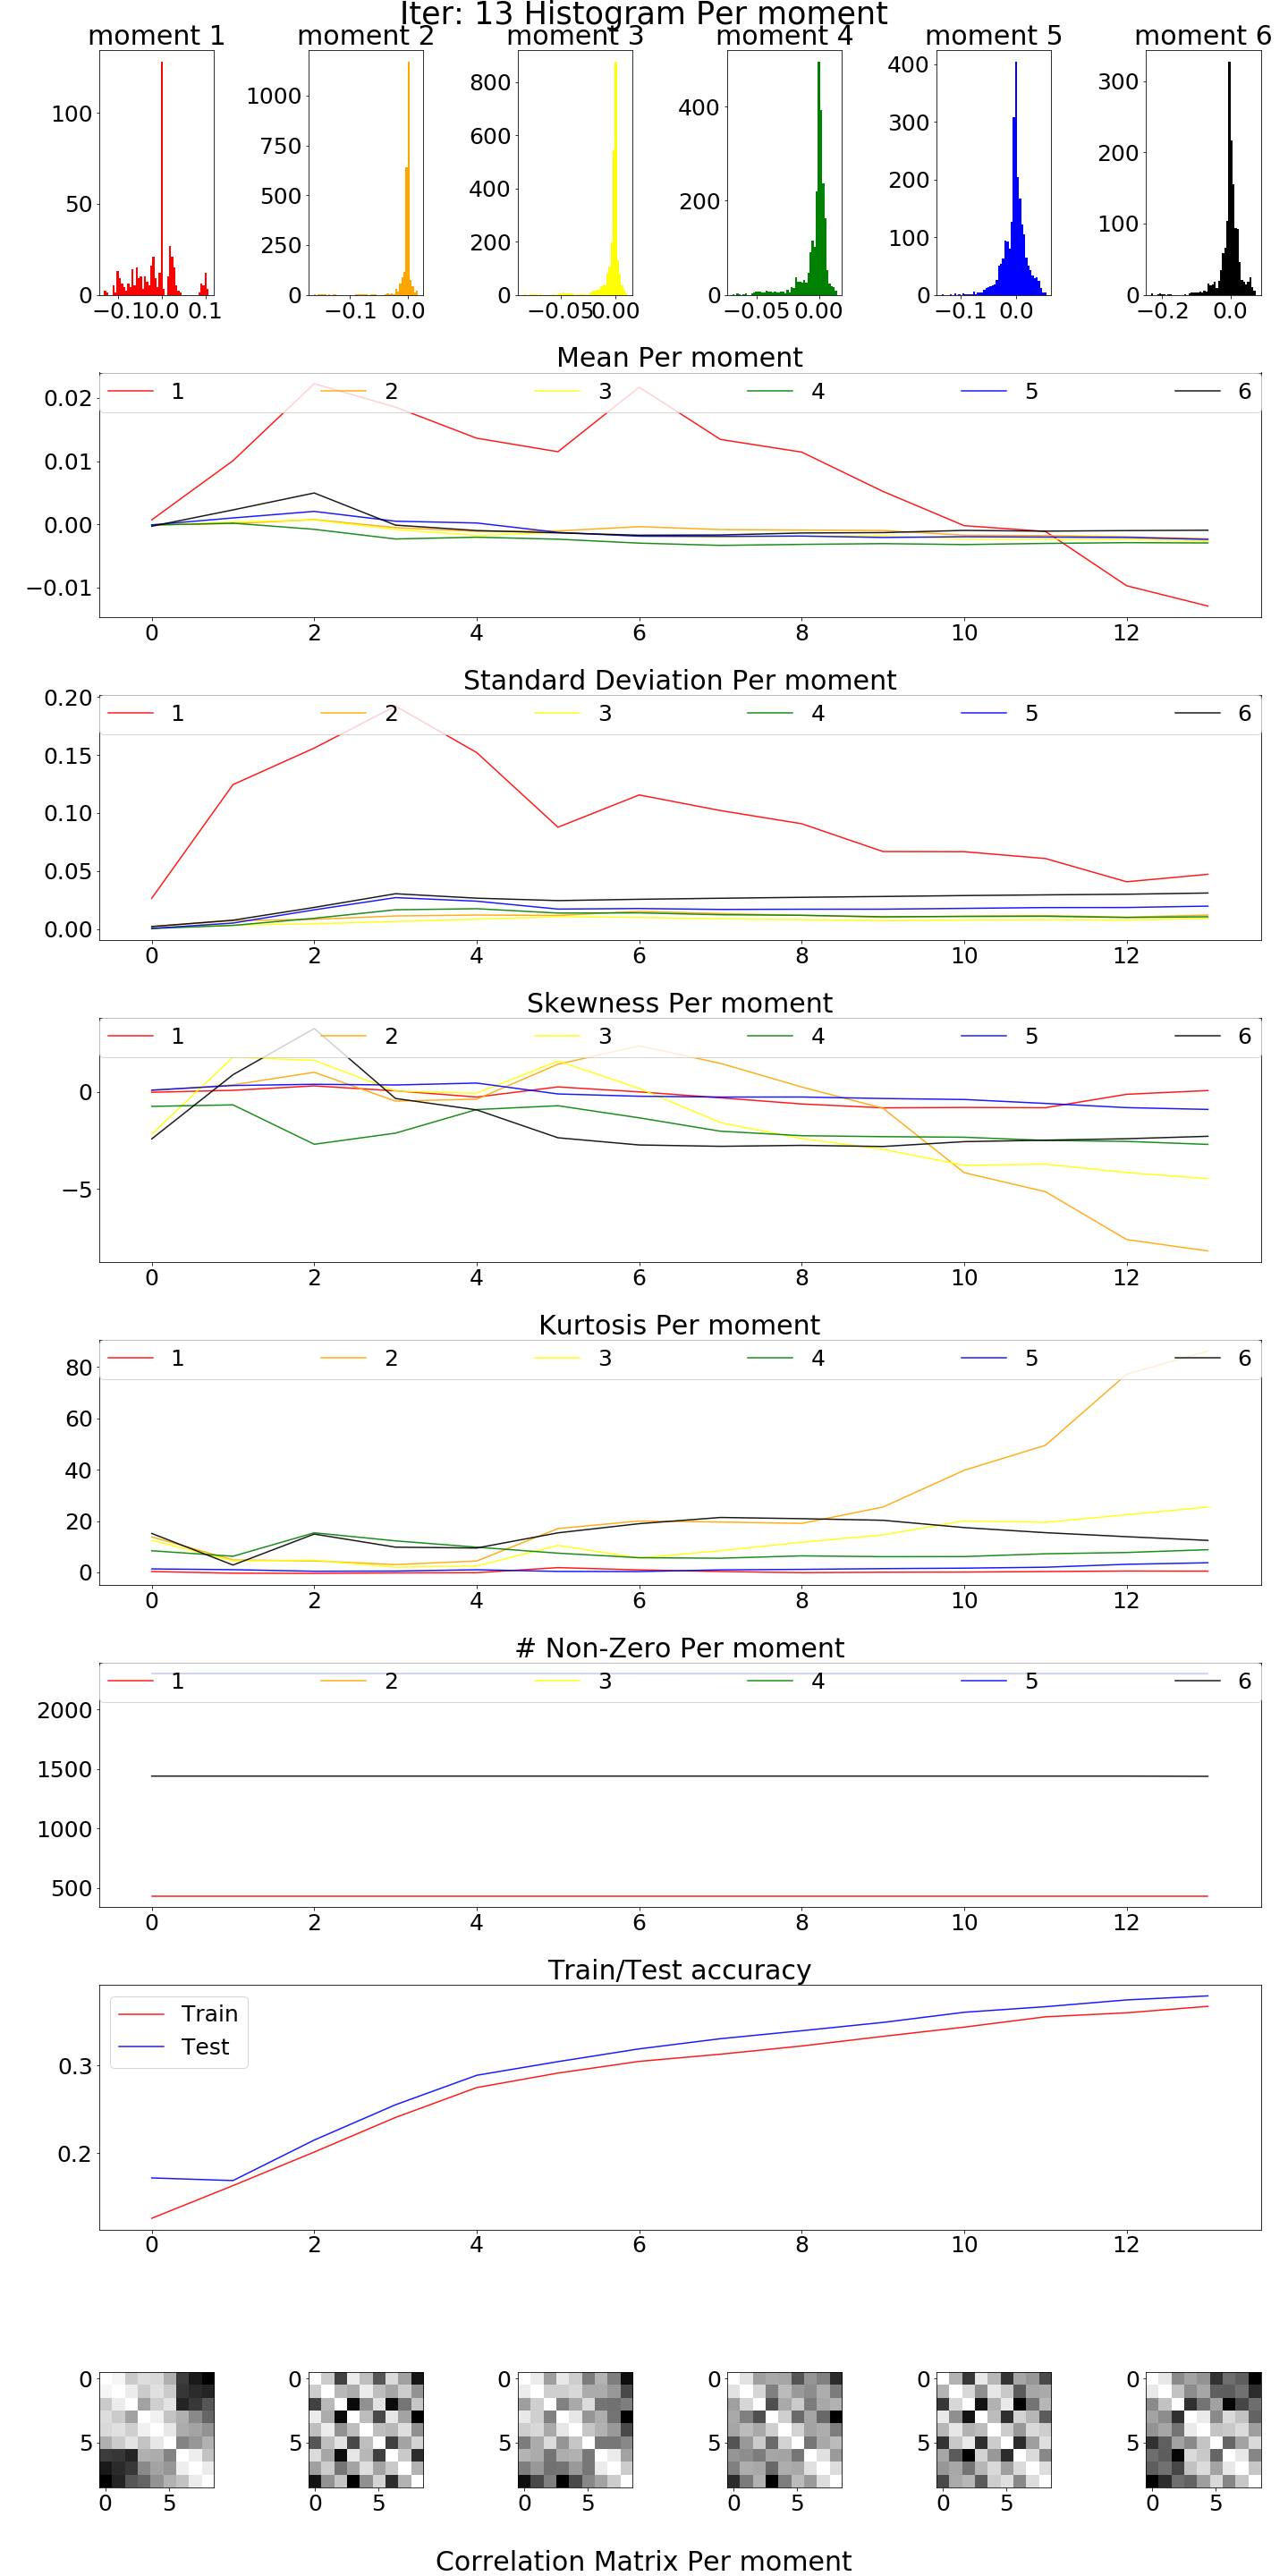 Iter: 13 Histogram Per moment
moment 1 moment 2 moment 3 moment 4 moment 5 moment 6
100
50
0
−0.1 0.0 0.1
1000
750
500
250
0
−0.1 0.0
800
600
400
200
0
−0.05 0.00
400
200
0
−0.05 0.00
400
300
200
100
0
−0.1 0.0
300
200
100
0
−0.2 0.0
Mean Per moment
1 2 3 4 5 6
0.02
0.01
0.00
−0.01
0 2 4 6 8 10 12
Standard Deviation Per moment
1 2 3 4 5 6
0.20
0.15
0.10
0.05
0.00
0 2 4 6 8 10 12
Skewness Per moment
1 2 3 4 5 6
0
−5
0 2 4 6 8 10 12
Kurtosis Per moment
1 2 3 4 5 6
80
60
40
20
0
0 2 4 6 8 10 12
# Non-Zero Per moment
1 2 3 4 5 6
2000
1500
1000
500
0 2 4 6 8 10 12
Train/Test accuracy
Train
Test
0.3
0.2
0 2 4 6 8 10 12
0 0 0 0 0 0
5 5 5 5 5 5
0 5 0 5 0 5 0 5 0 5 0 5
Correlation Matrix Per moment